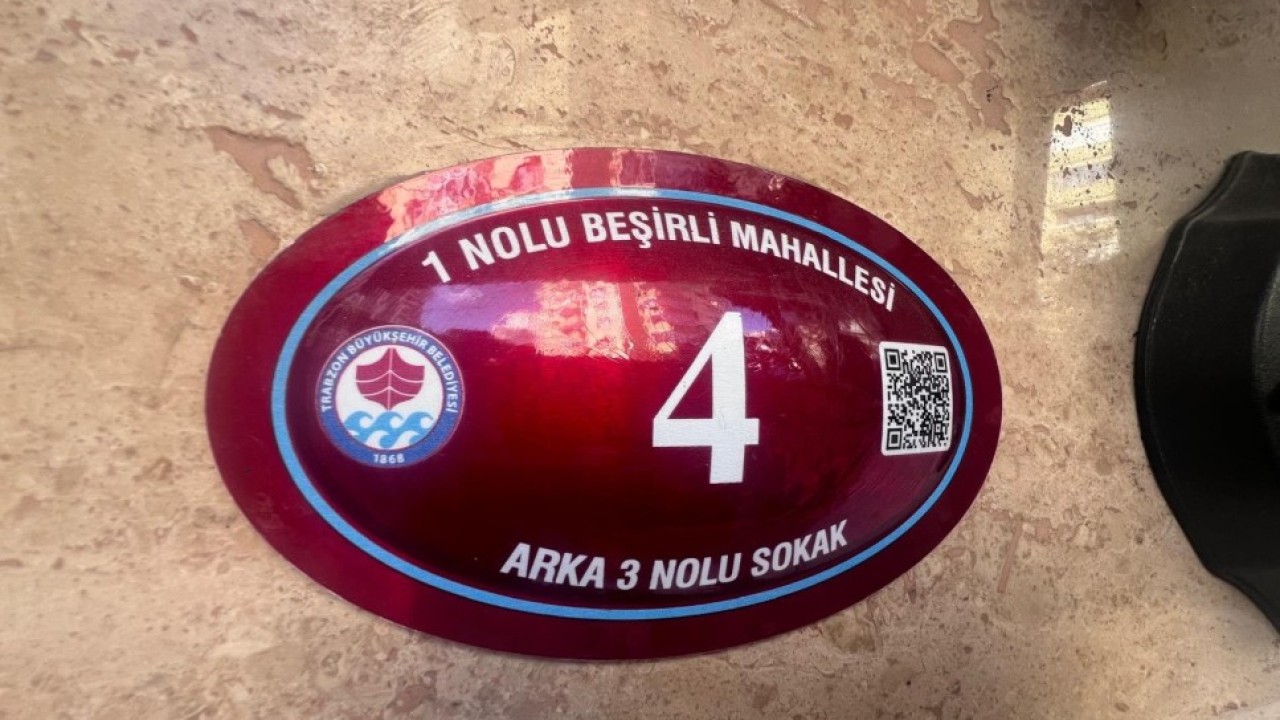 1 NOLU BEŞİRLİ MAHALLESİ
TRABZON BÜYÜKŞEHİR BELEDİYESİ
1868
4
ARKA 3 NOLU SOKAK